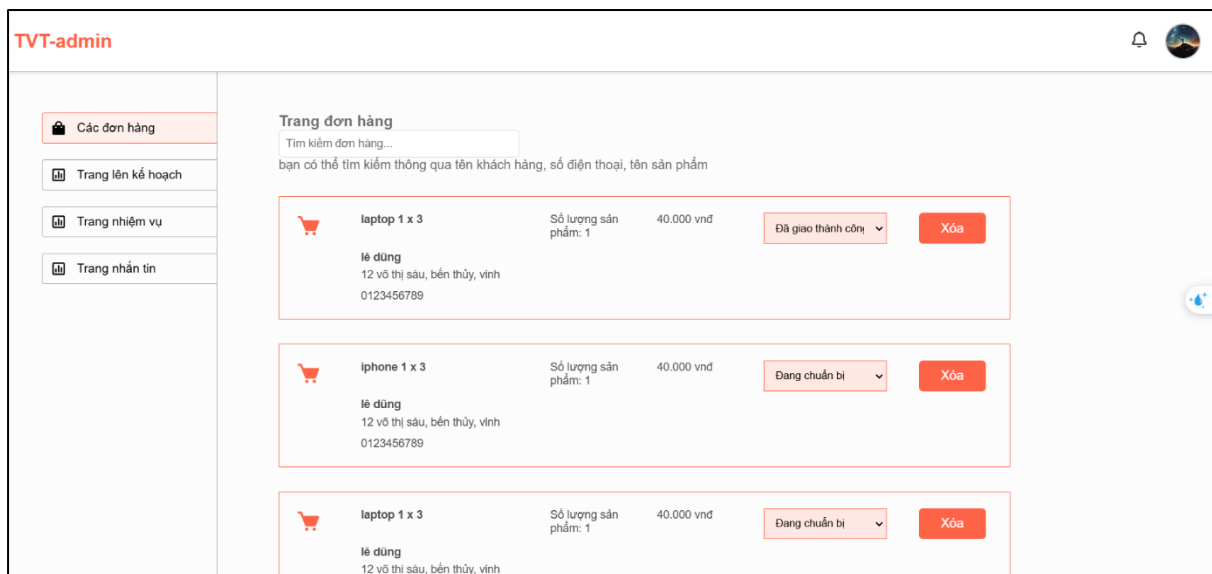 TVT-admin
Các đơn hàng
Trang lên kế hoạch
Trang nhiệm vụ
Trang nhắn tin
Trang đơn hàng
Tìm kiếm đơn hàng...
bạn có thể tìm kiếm thông qua tên khách hàng, số điện thoại, tên sản phẩm
laptop 1 x 3
Số lượng sản
phẩm: 1
40.000 vnđ
Đã giao thành công
Xóa
lê dũng
12 võ thị sáu, bến thủy, vinh
0123456789
iphone 1 x 3
Số lượng sản
phẩm: 1
40.000 vnđ
Đang chuẩn bị
Xóa
lê dũng
12 võ thị sáu, bến thủy, vinh
0123456789
laptop 1 x 3
Số lượng sản
phẩm: 1
40.000 vnđ
Đang chuẩn bị
Xóa
lê dũng
12 võ thị sáu, bến thủy, vinh